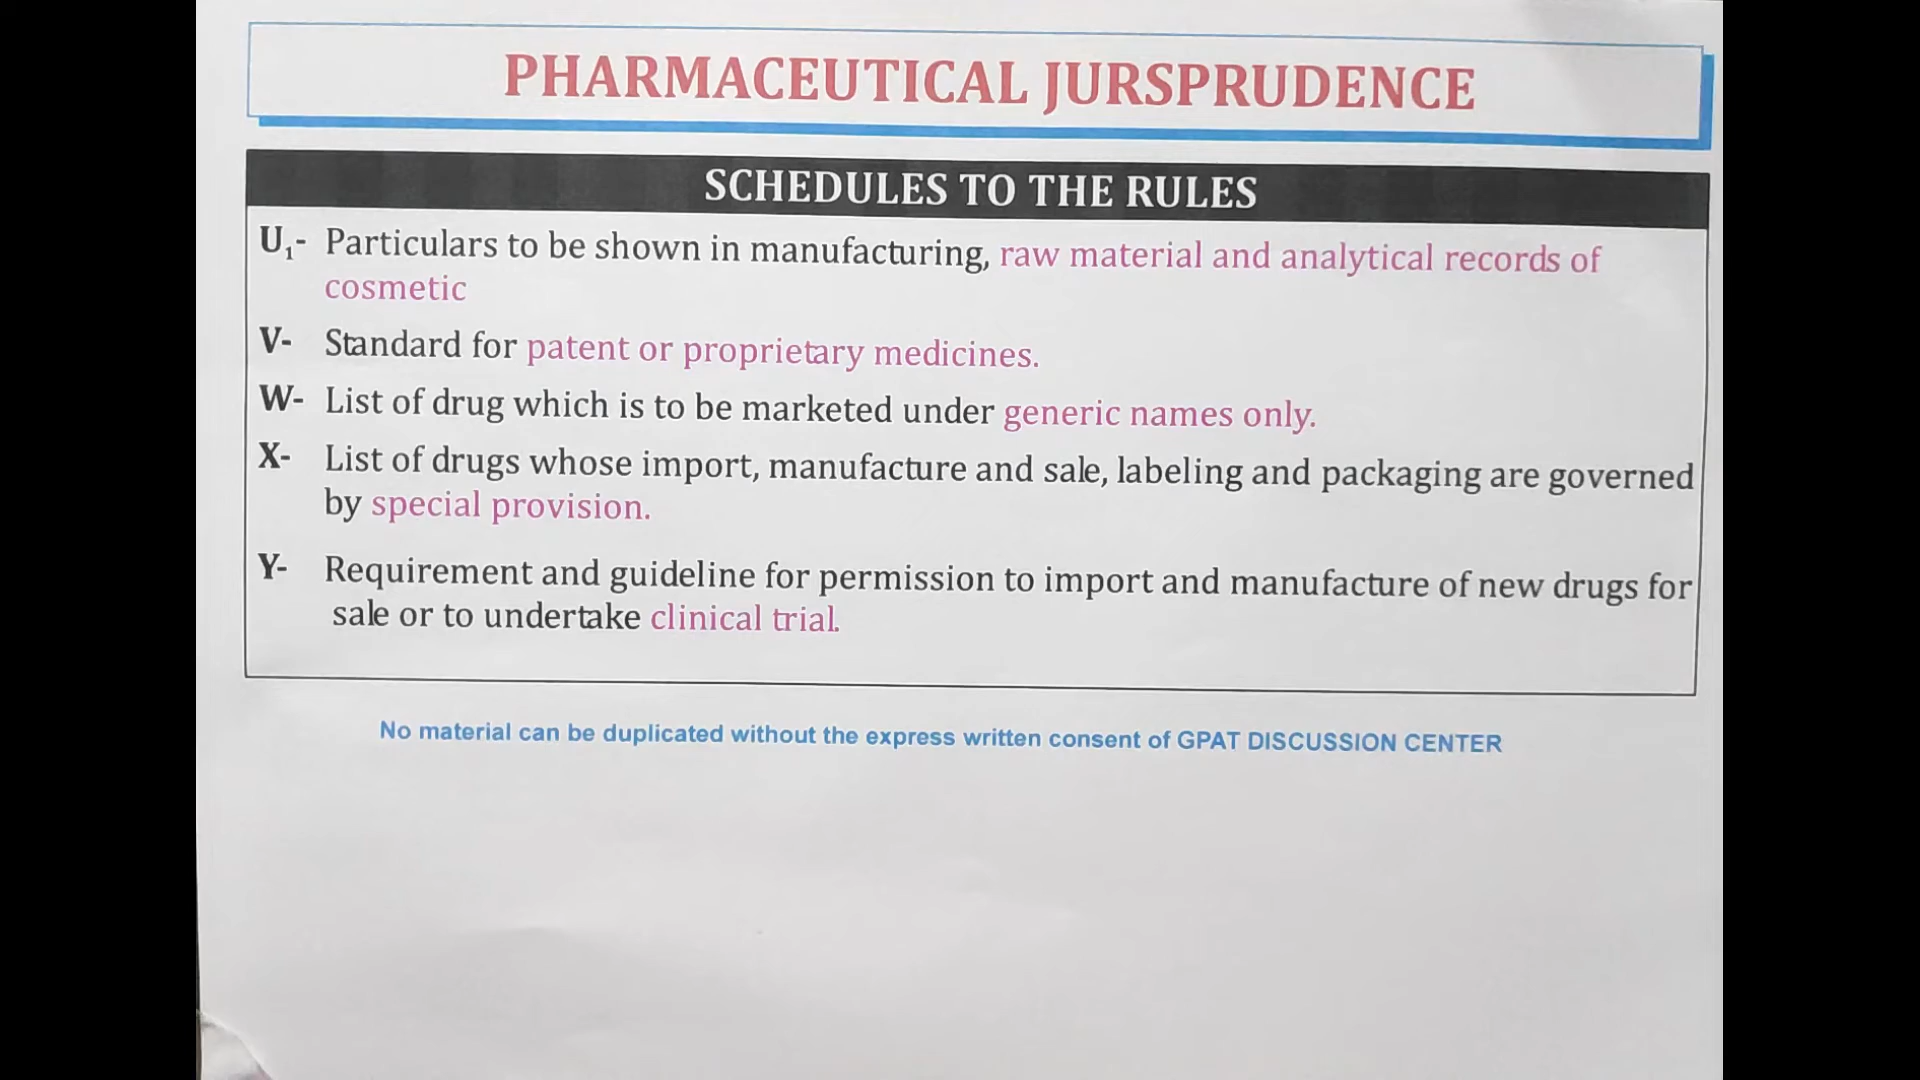 PHARMACEUTICAL JURSPRUDENCE
SCHEDULES TO THE RULES
U₁- Particulars to be shown in manufacturing, raw material and analytical records of
cosmetic
V- Standard for patent or proprietary medicines.
W- List of drug which is to be marketed under generic names only.
X- List of drugs whose import, manufacture and sale, labeling and packaging are governed
by special provision.
Y- Requirement and guideline for permission to import and manufacture of new drugs for
sale or to undertake clinical trial.
No material can be duplicated without the express written consent of GPAT DISCUSSION CENTER